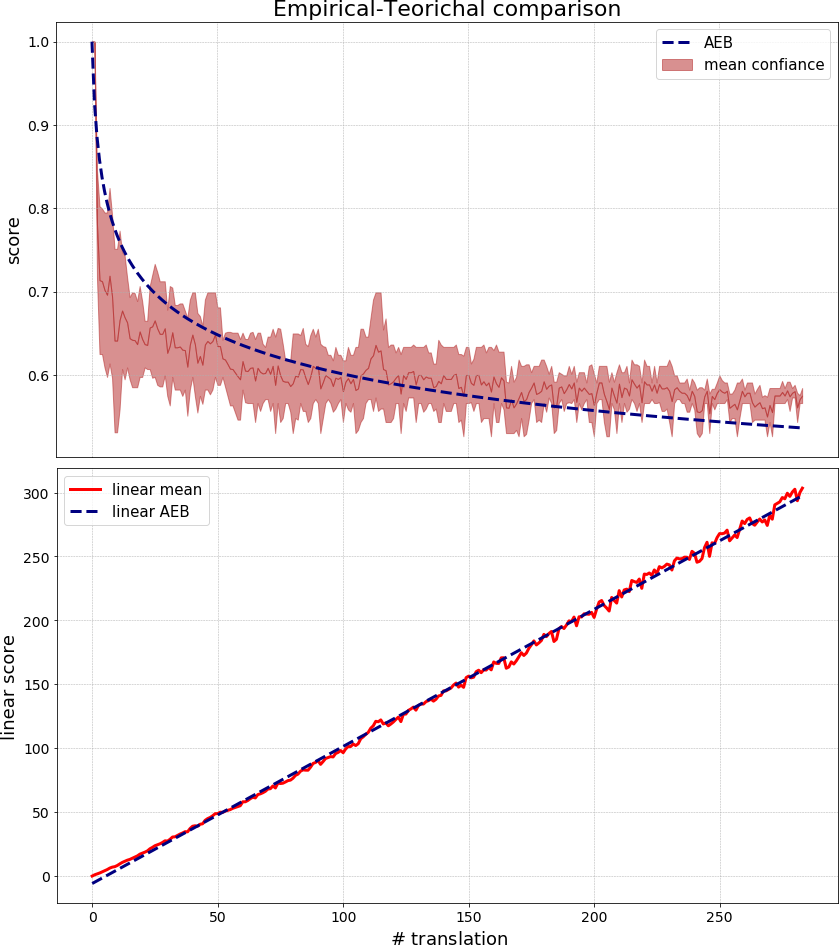 Empirical-Teorichal comparison
AEB
mean confiance
score
1.0
0.9
0.8
0.7
0.6
linear mean
linear AEB
linear score
300
250
200
150
100
50
0
0 50 100 150 200 250
# translation